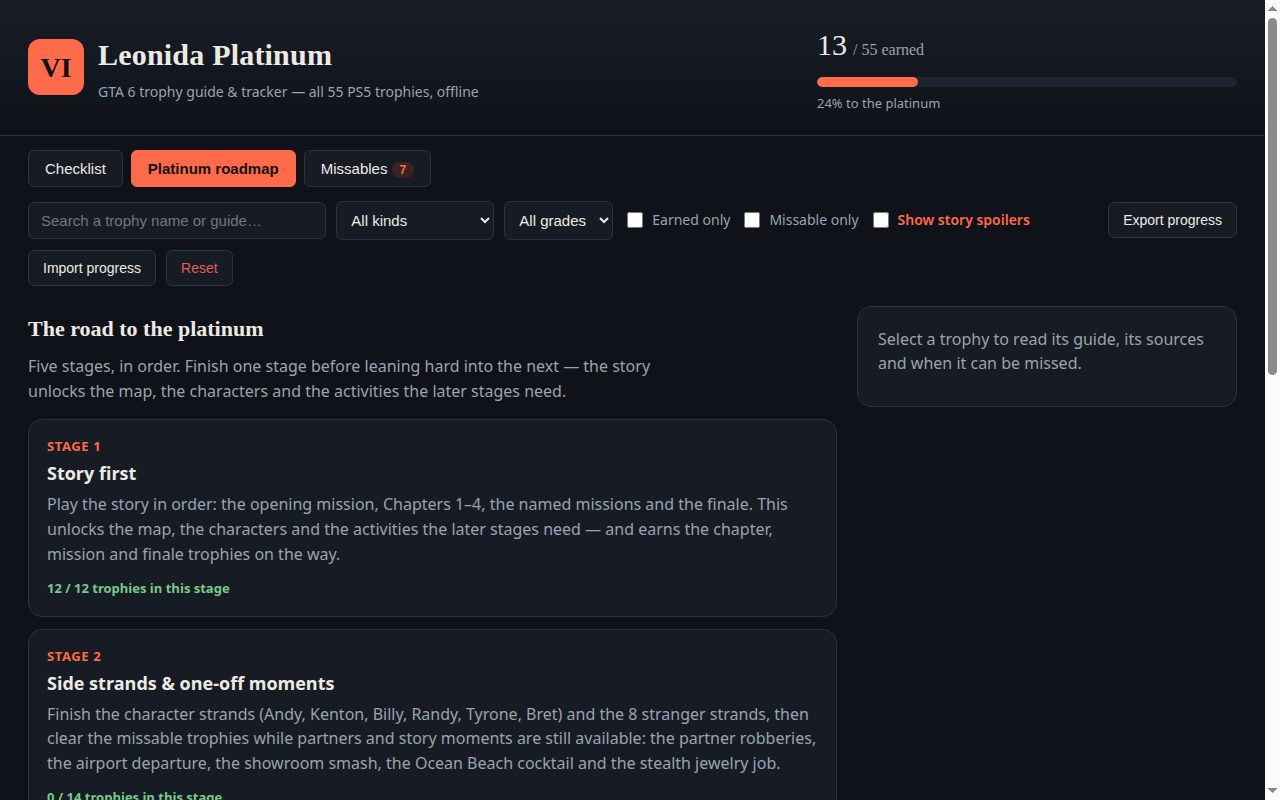 VI
Leonida Platinum
GTA 6 trophy guide & tracker — all 55 PS5 trophies, offline
13 / 55 earned
24% to the platinum
Checklist
Platinum roadmap
Missables 7
Search a trophy name or guide…
All kinds
All grades
Earned only
Missable only
Show story spoilers
Export progress
Import progress
Reset
The road to the platinum
Five stages, in order. Finish one stage before leaning hard into the next — the story
unlocks the map, the characters and the activities the later stages need.
Select a trophy to read its guide, its sources
and when it can be missed.
STAGE 1
Story first
Play the story in order: the opening mission, Chapters 1–4, the named missions and the finale. This
unlocks the map, the characters and the activities the later stages need — and earns the chapter,
mission and finale trophies on the way.
12 / 12 trophies in this stage
STAGE 2
Side strands & one-off moments
Finish the character strands (Andy, Kenton, Billy, Randy, Tyrone, Bret) and the 8 stranger strands, then
clear the missable trophies while partners and story moments are still available: the partner robberies,
the airport departure, the showroom smash, the Ocean Beach cocktail and the stealth jewelry job.
0 / 14 trophies in this stage